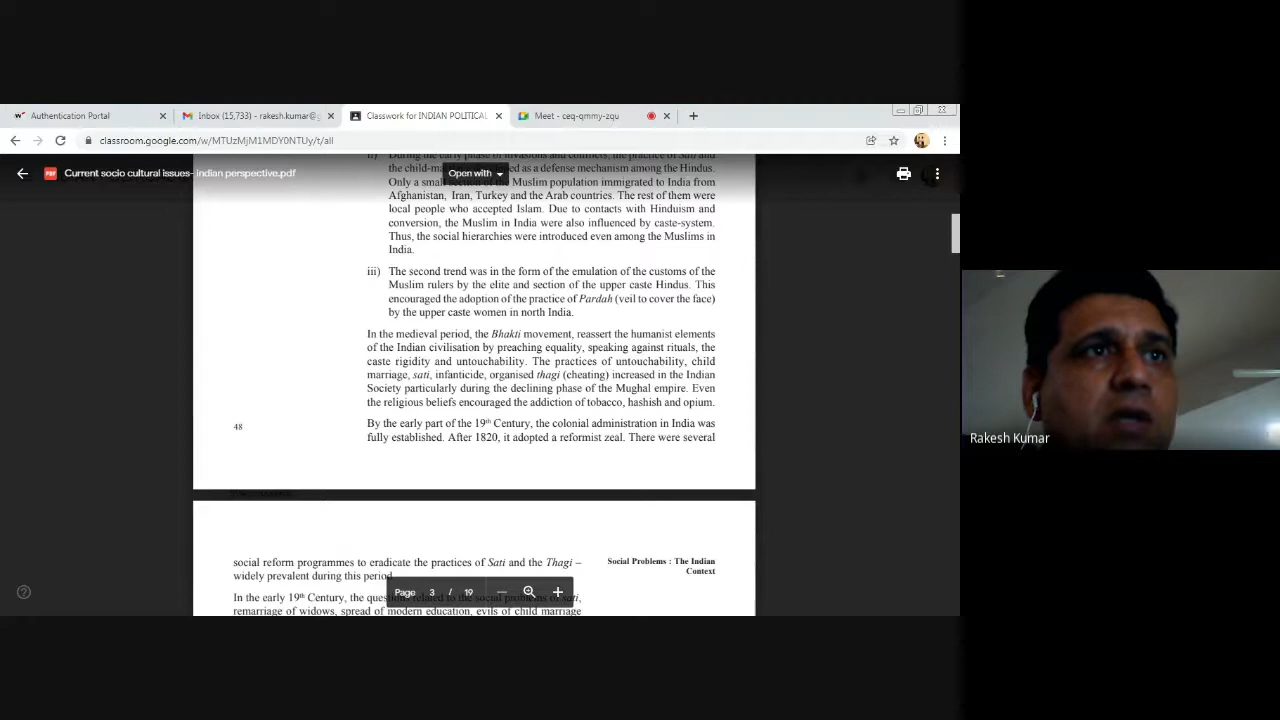 Authentication Portal
Inbox (15,733) - rakesh.kumar@g
Classwork for INDIAN POLITICAL
Meet - ceq-qmmy-zqu
classroom.google.com/w/MTUzMjM1MDY0NTUy/t/all
PDF Current socio cultural issues- indian perspective.pdf
Open with
ii) During the early phase of invasions and conflicts, the practice of Sati and
the as a defense mechanism among the Hindus.
Only a small section of the Muslim population immigrated to India from
Afghanistan, Iran, Turkey and the Arab countries. The rest of them were
local people who accepted Islam. Due to contacts with Hinduism and
conversion, the Muslim in India were also influenced by caste-system.
Thus, the social hierarchies were introduced even among the Muslims in
India.
iii) The second trend was in the form of the emulation of the customs of the
Muslim rulers by the elite and section of the upper caste Hindus. This
encouraged the adoption of the practice of Pardah (veil to cover the face)
by the upper caste women in north India.
In the medieval period, the Bhakti movement, reassert the humanist elements
of the Indian civilisation by preaching equality, speaking against rituals, the
caste rigidity and untouchability. The practices of untouchability, child
marriage, sati, infanticide, organised thagi (cheating) increased in the Indian
Society particularly during the declining phase of the Mughal empire. Even
the religious beliefs encouraged the addiction of tobacco, hashish and opium.
By the early part of the 19th Century, the colonial administration in India was
fully established. After 1820, it adopted a reformist zeal. There were several
48
social reform programmes to eradicate the practices of Sati and the Thagi –
widely prevalent during this period
Social Problems : The Indian
Context
In the early 19th Century, the questions related to the social problems of sati,
remarriage of widows, spread of modern education, evils of child marriage
Page 3 / 19
Rakesh Kumar